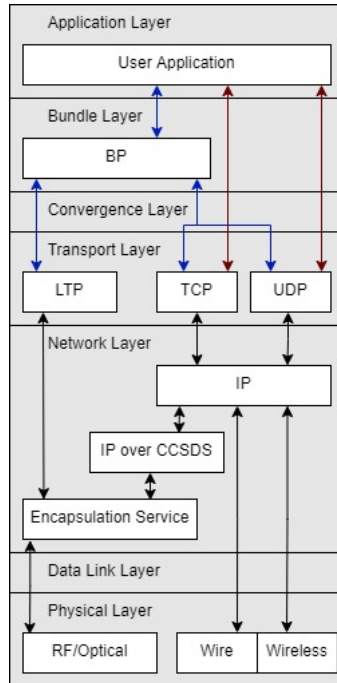 Application Layer
User Application
Bundle Layer
BP
Convergence Layer
Transport Layer
LTP
TCP
UDP
Network Layer
IP
IP over CCSDS
Encapsulation Service
Data Link Layer
Physical Layer
RF/Optical
Wire
Wireless